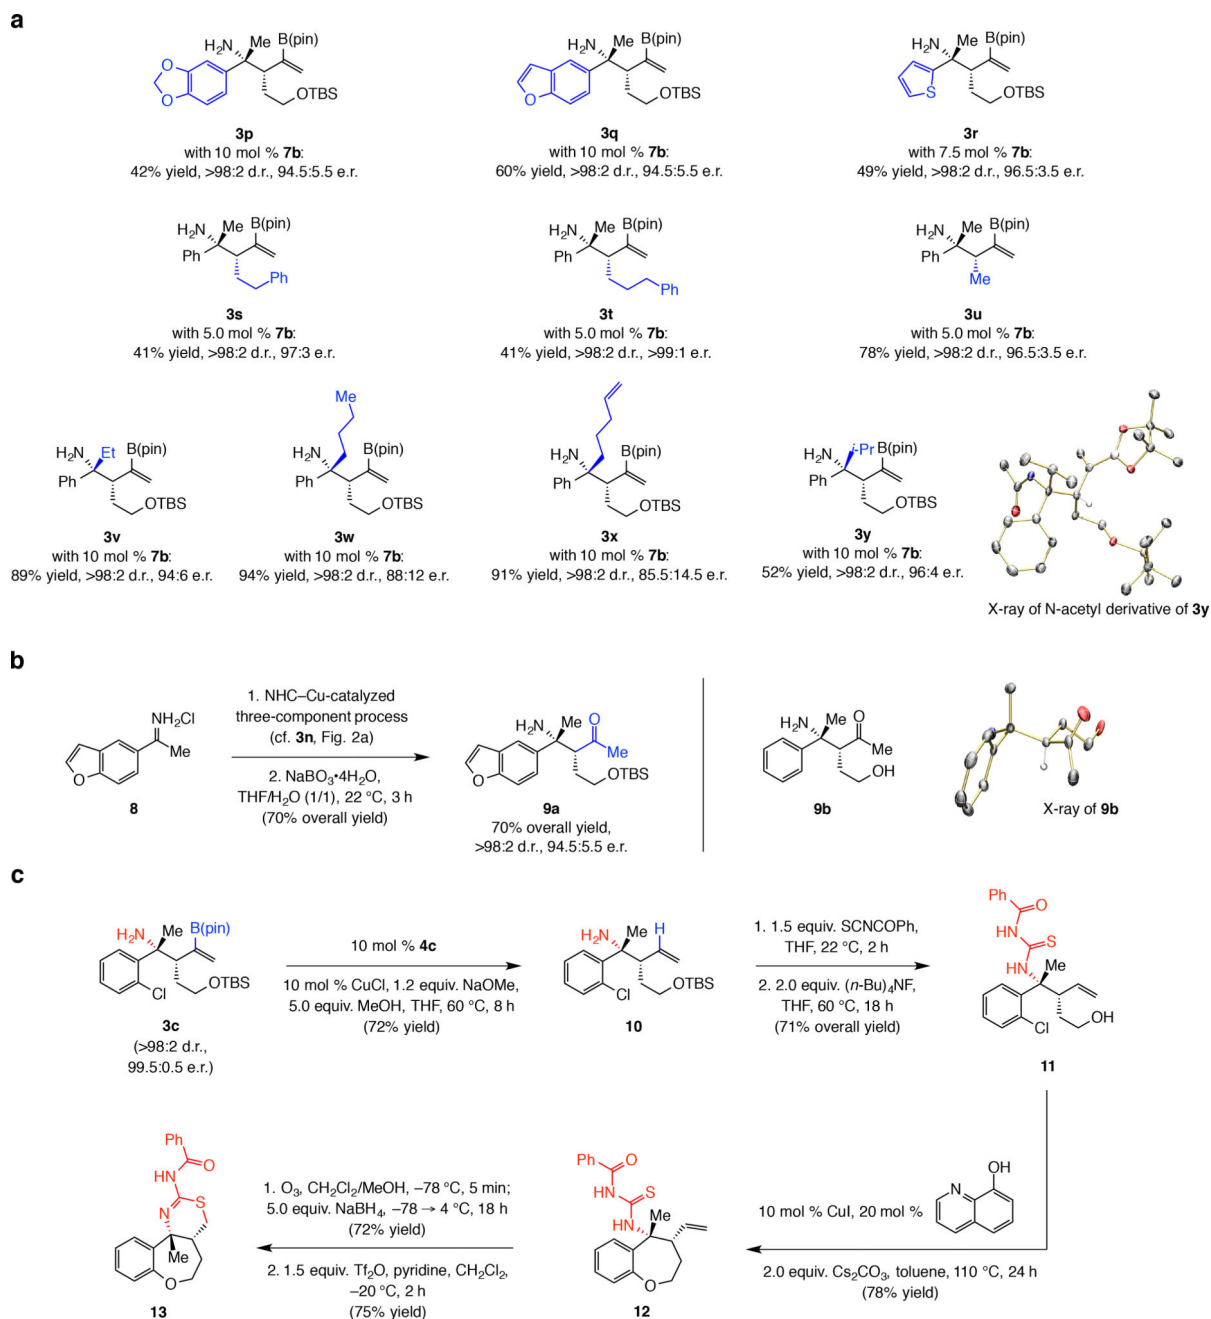 a
H₂N Me B(pin)
O
O
OTBS
3p
with 10 mol % 7b:
42% yield, >98:2 d.r., 94.5:5.5 e.r.
H₂N Me B(pin)
O
OTBS
3q
with 10 mol % 7b:
60% yield, >98:2 d.r., 94.5:5.5 e.r.
H₂N Me B(pin)
S
OTBS
3r
with 7.5 mol % 7b:
49% yield, >98:2 d.r., 96.5:3.5 e.r.
H₂N Me B(pin)
Ph
Ph
3s
with 5.0 mol % 7b:
41% yield, >98:2 d.r., 97:3 e.r.
H₂N Me B(pin)
Ph
Ph
3t
with 5.0 mol % 7b:
41% yield, >98:2 d.r., >99:1 e.r.
H₂N Me B(pin)
Ph
Me
3u
with 5.0 mol % 7b:
78% yield, >98:2 d.r., 96.5:3.5 e.r.
H₂N Et B(pin)
Ph
OTBS
3v
with 10 mol % 7b:
89% yield, >98:2 d.r., 94:6 e.r.
Me
H₂N B(pin)
Ph
OTBS
3w
with 10 mol % 7b:
94% yield, >98:2 d.r., 88:12 e.r.
H₂N B(pin)
Ph
OTBS
3x
with 10 mol % 7b:
91% yield, >98:2 d.r., 85.5:14.5 e.r.
H₂N i-Pr B(pin)
Ph
OTBS
3y
with 10 mol % 7b:
52% yield, >98:2 d.r., 96:4 e.r.
X-ray of N-acetyl derivative of 3y
b
NH₂Cl
Me
O
8
1. NHC–Cu-catalyzed
three-component process
(cf. 3n, Fig. 2a)
2. NaBO₃•4H₂O,
THF/H₂O (1/1), 22 °C, 3 h
(70% overall yield)
H₂N Me O
Me
O
OTBS
9a
70% overall yield,
>98:2 d.r., 94.5:5.5 e.r.
H₂N Me O
Me
OH
9b
X-ray of 9b
c
H₂N Me B(pin)
Cl
OTBS
3c
(>98:2 d.r.,
99.5:0.5 e.r.)
10 mol % 4c
10 mol % CuCl, 1.2 equiv. NaOMe,
5.0 equiv. MeOH, THF, 60 °C, 8 h
(72% yield)
H₂N Me H
Cl
OTBS
10
1. 1.5 equiv. SCNCOPh,
THF, 22 °C, 2 h
2. 2.0 equiv. (n-Bu)₄NF,
THF, 60 °C, 18 h
(71% overall yield)
Ph
O
HN
S
HN Me
Cl
OH
11
N
OH
10 mol % CuI, 20 mol %
2.0 equiv. Cs₂CO₃, toluene, 110 °C, 24 h
(78% yield)
Ph
O
HN
S
HN Me
O
12
1. O₃, CH₂Cl₂/MeOH, –78 °C, 5 min;
5.0 equiv. NaBH₄, –78 → 4 °C, 18 h
(72% yield)
2. 1.5 equiv. Tf₂O, pyridine, CH₂Cl₂,
–20 °C, 2 h
(75% yield)
Ph
O
HN
S
N
Me
O
13